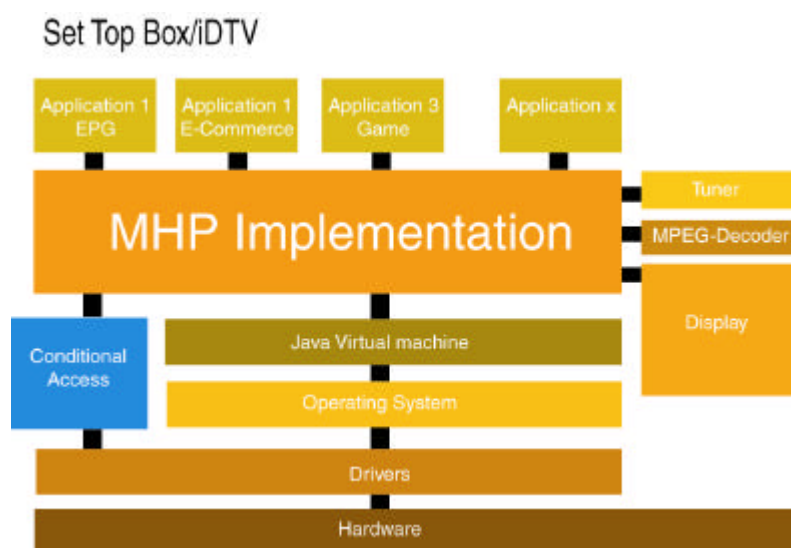 Set Top Box/iDTV
Application 1
EPG
Application 1
E-Commerce
Application 3
Game
Application x
MHP Implementation
Tuner
MPEG-Decoder
Display
Conditional
Access
Java Virtual machine
Operating System
Drivers
Hardware